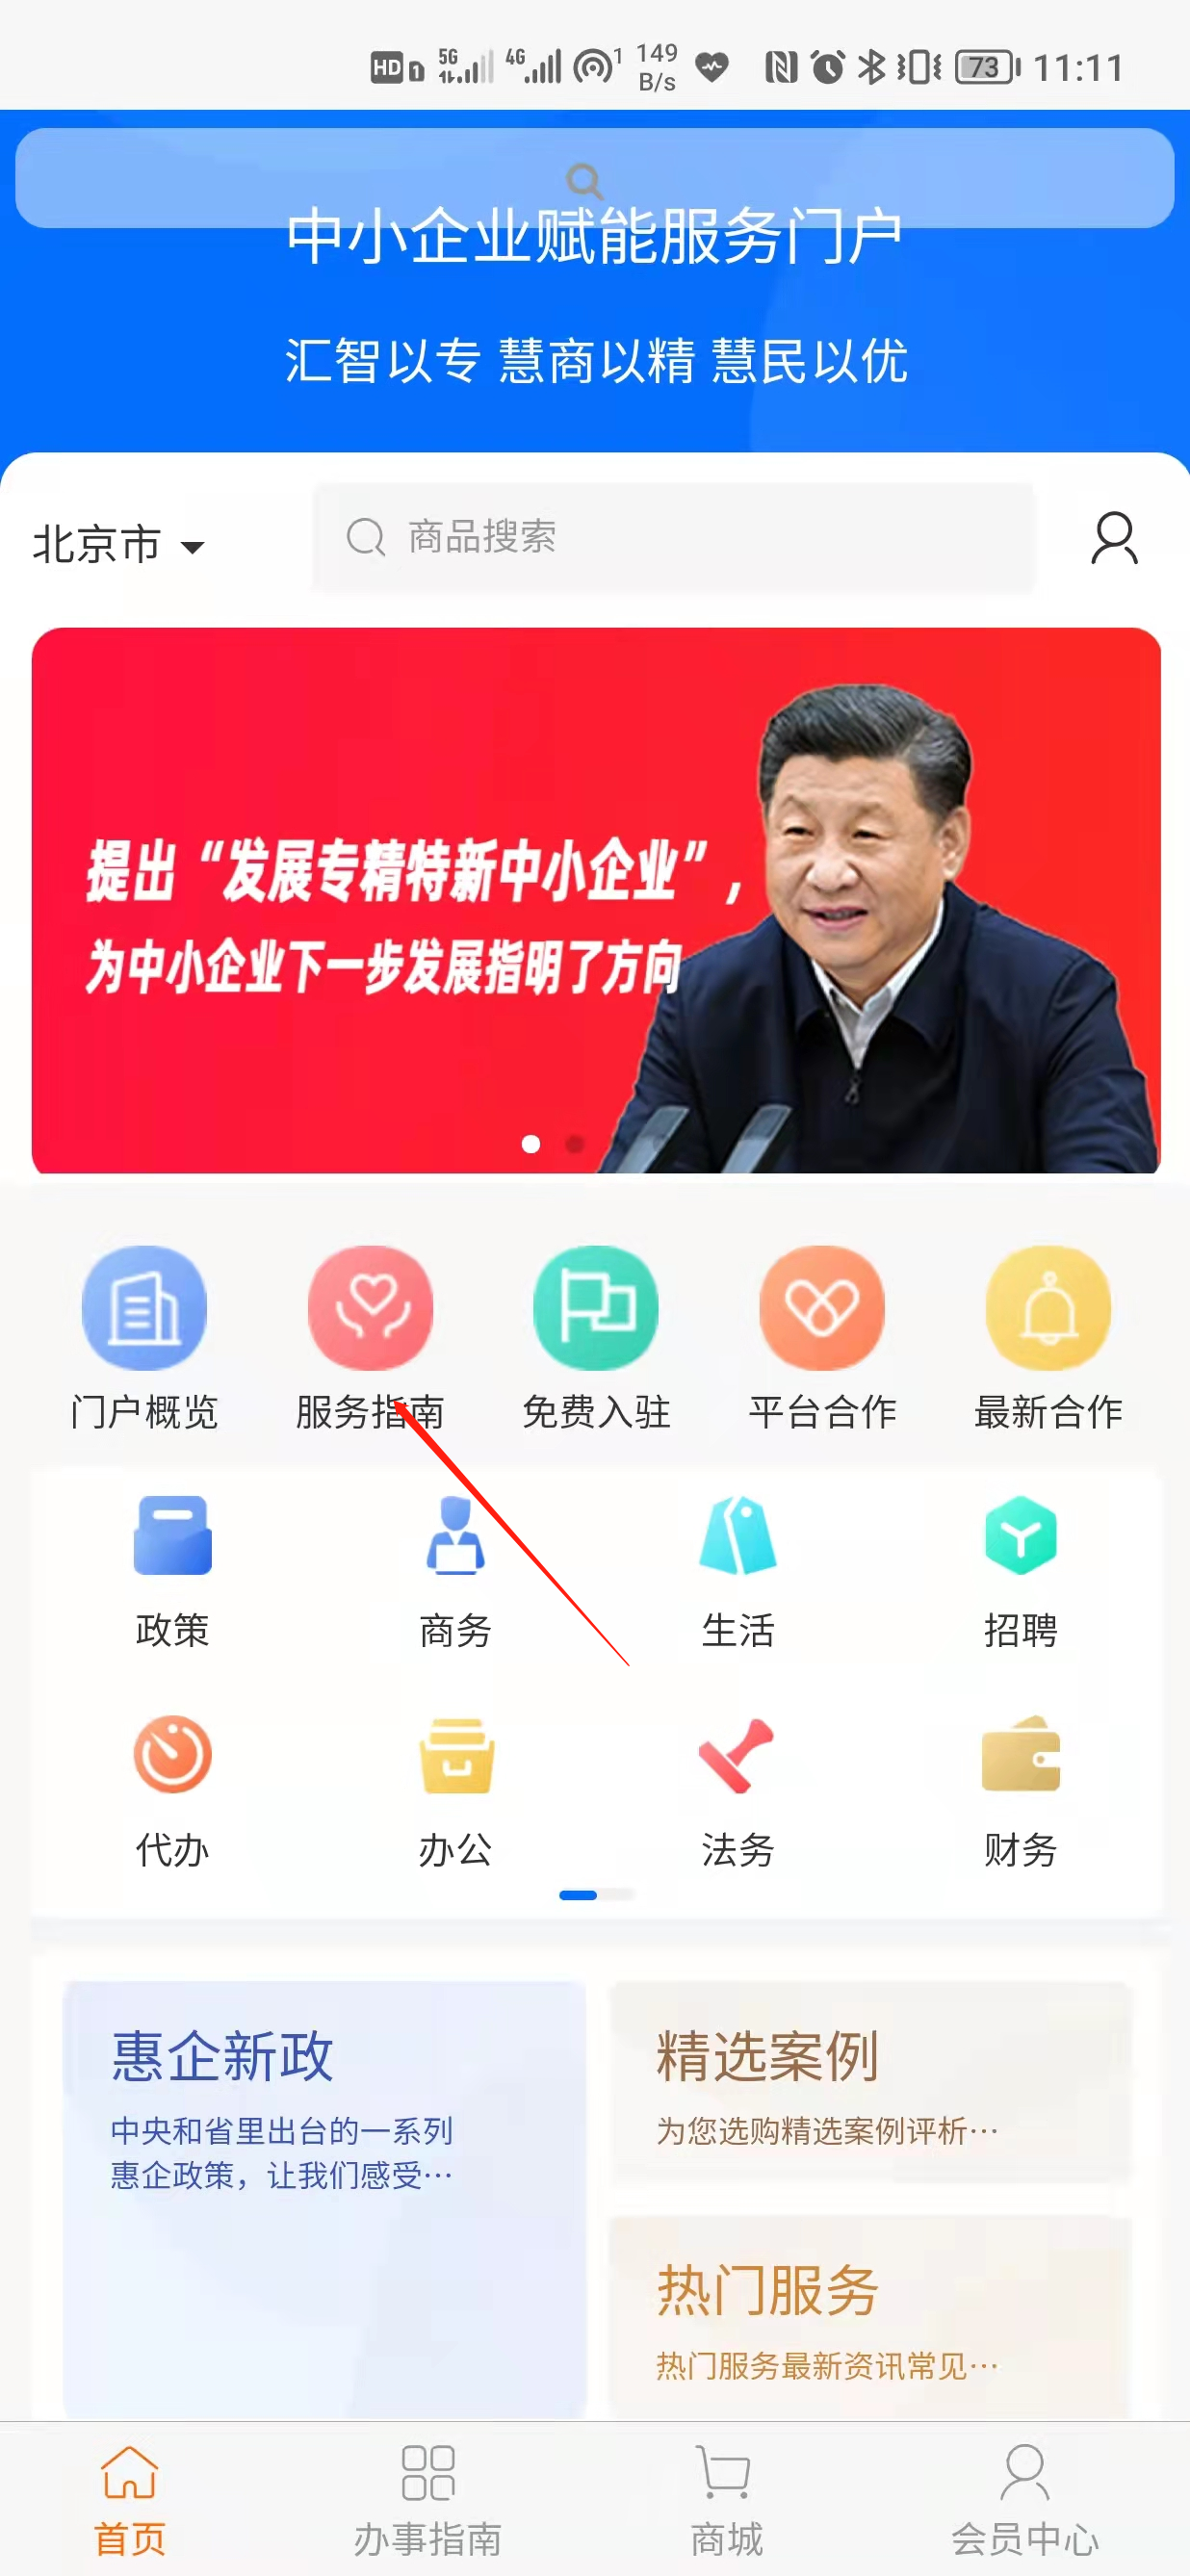 HD 1 5G 4G 1 149 B/s 73 11:11
中小企业赋能服务门户
汇智以专 慧商以精 慧民以优
北京市 商品搜索
提出“发展专精特新中小企业”，
为中小企业下一步发展指明了方向
门户概览 服务指南 免费入驻 平台合作 最新合作
政策 商务 生活 招聘
代办 办公 法务 财务
惠企新政
中央和省里出台的一系列
惠企政策，让我们感受…
精选案例
为您选购精选案例评析…
热门服务
热门服务最新资讯常见…
首页 办事指南 商城 会员中心